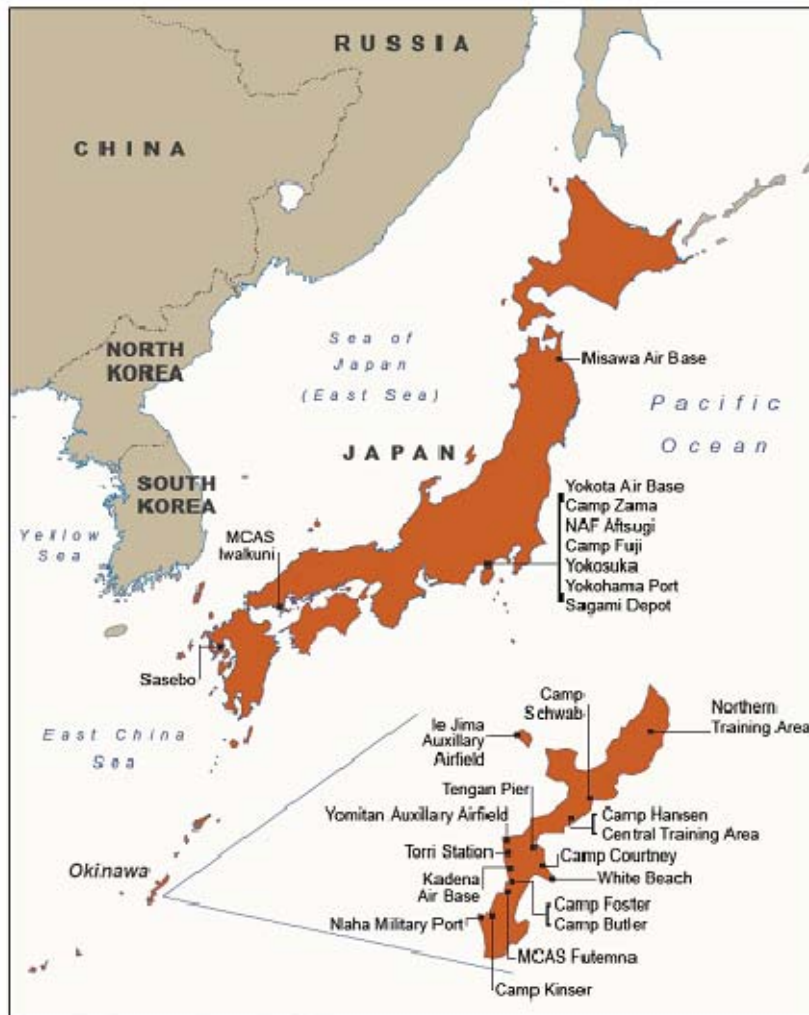 RUSSIA
CHINA
NORTH
KOREA
Sea of
Japan
(East Sea)
Misawa Air Base
Pacific
Ocean
JAPAN
SOUTH
KOREA
Yellow
Sea
MCAS
Iwalkuni
Yokota Air Base
Camp Zama
NAF Atsugi
Camp Fuji
Yokosuka
Yokohama Port
Sagami Depot
Sasebo
East China
Sea
Camp
Schwab
Northern
Training Area
Ie Jima
Auxillary
Airfield
Tengan Pier
Yomitan Auxillary Airfield
Camp Hansen
Central Training Area
Torri Station
Camp Courtney
Okinawa
Kadena
Air Base
White Beach
Camp Foster
Camp Butler
Naha Military Port
MCAS Futemna
Camp Kinser